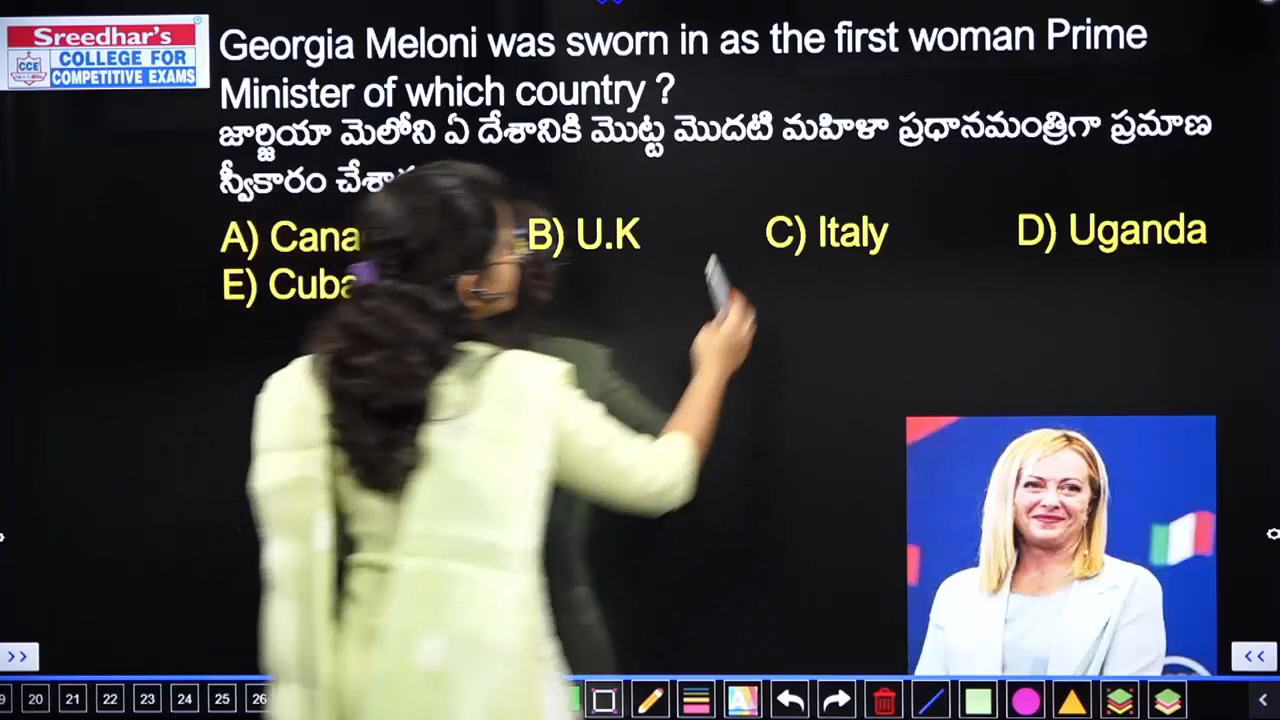 Sreedhar's
CCE
COLLEGE FOR
COMPETITIVE EXAMS
Georgia Meloni was sworn in as the first woman Prime
Minister of which country ?
జార్జియా మెలోని ఏ దేశానికి మొట్ట మొదటి మహిళా ప్రధానమంత్రిగా ప్రమాణ
స్వీకారం
A) B) U.K C) Italy D) Uganda
E) Cuba
>> <<
20 21 22 23 24 25 26